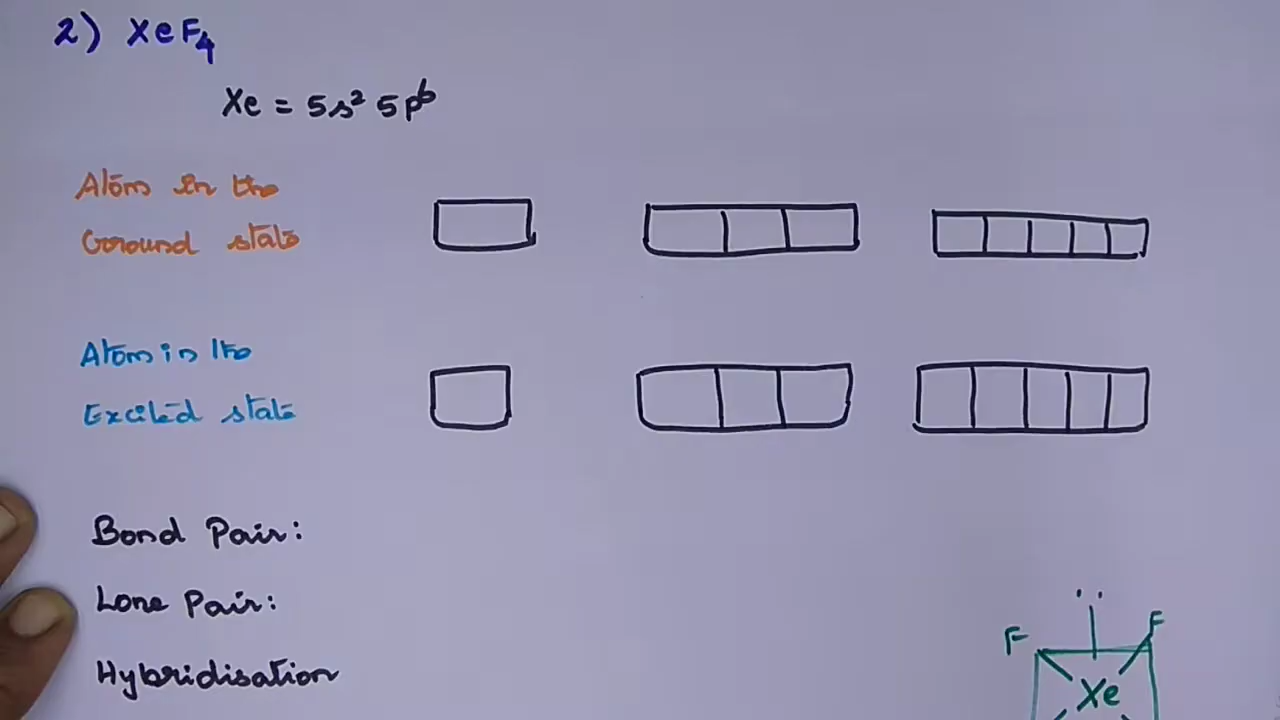 2) XeF₄
Xe = 5s² 5p⁶
Atom in the
Ground state
Atom in the
Excited state
Bond Pair:
Lone Pair:
Hybridisation
F F
Xe